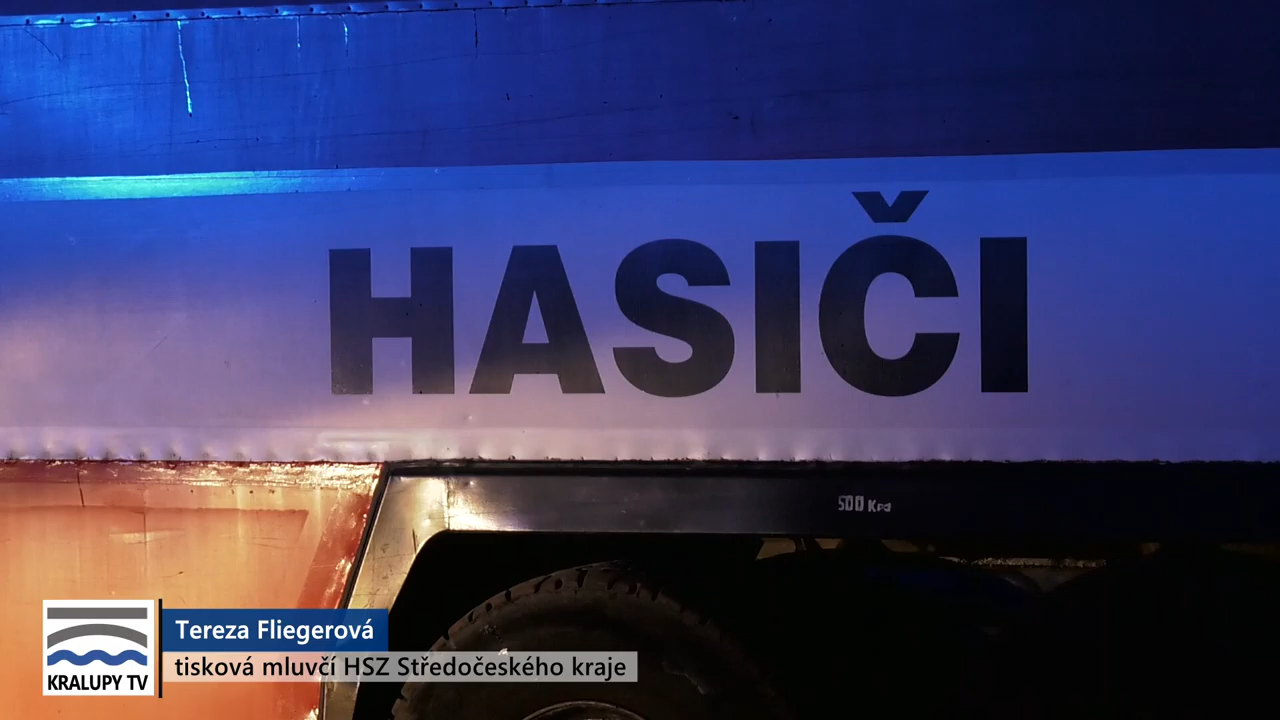 HASIČI
500 Kpa
Tereza Fliegerová
tisková mluvčí HSZ Středočeského kraje
KRALUPY TV